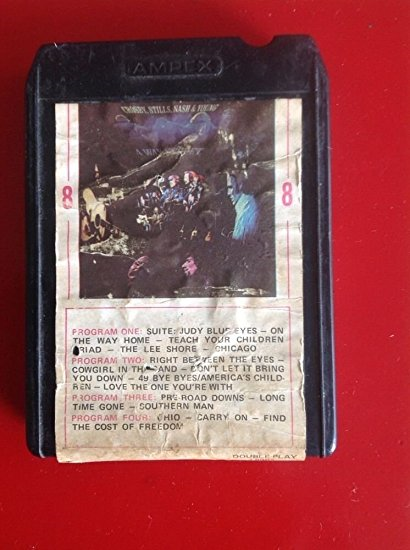 AMPEX
CROSBY, STILLS, NASH & YOUNG
8 8
PROGRAM ONE: SUITE: JUDY BLUE EYES – ON
THE WAY HOME – TEACH YOUR CHILDREN
RIAD – THE LEE SHORE – CHICAGO
PROGRAM TWO: RIGHT BETWEEN THE EYES –
COWGIRL IN THE SAND – DON'T LET IT BRING
YOU DOWN – 49 BYE BYES/AMERICA'S CHILD-
REN – LOVE THE ONE YOU'RE WITH
PROGRAM THREE: PRE-ROAD DOWNS – LONG
TIME GONE – SOUTHERN MAN
PROGRAM FOUR: OHIO – CARRY ON – FIND
THE COST OF FREEDOM
DOUBLE PLAY